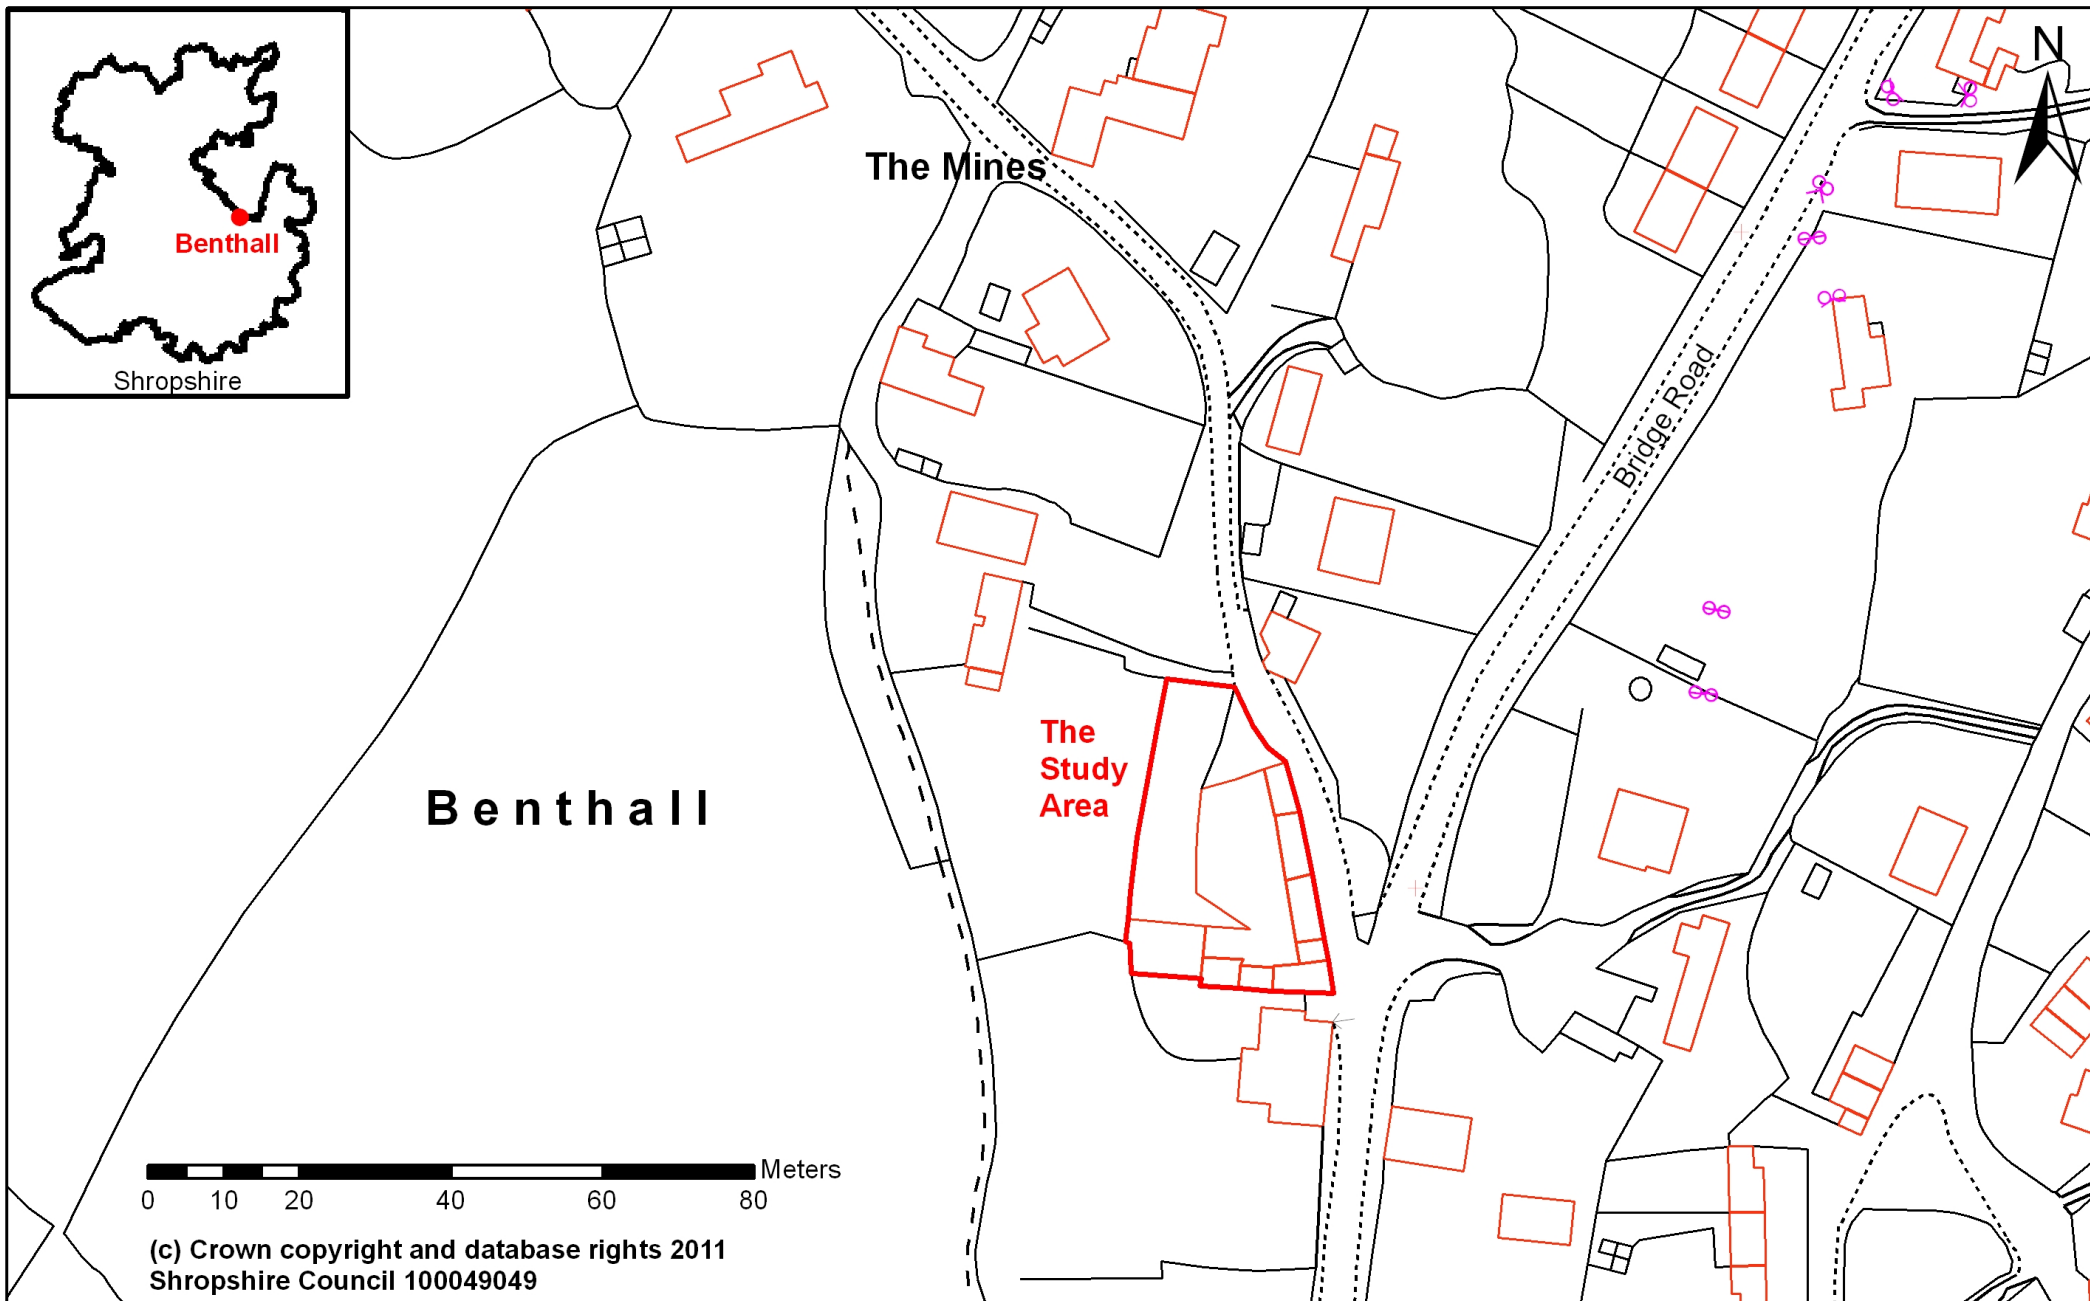 Benthall
Shropshire
The Mines
N
Bridge Road
The
Study
Area
Benthall
Meters
0 10 20 40 60 80
(c) Crown copyright and database rights 2011
Shropshire Council 100049049